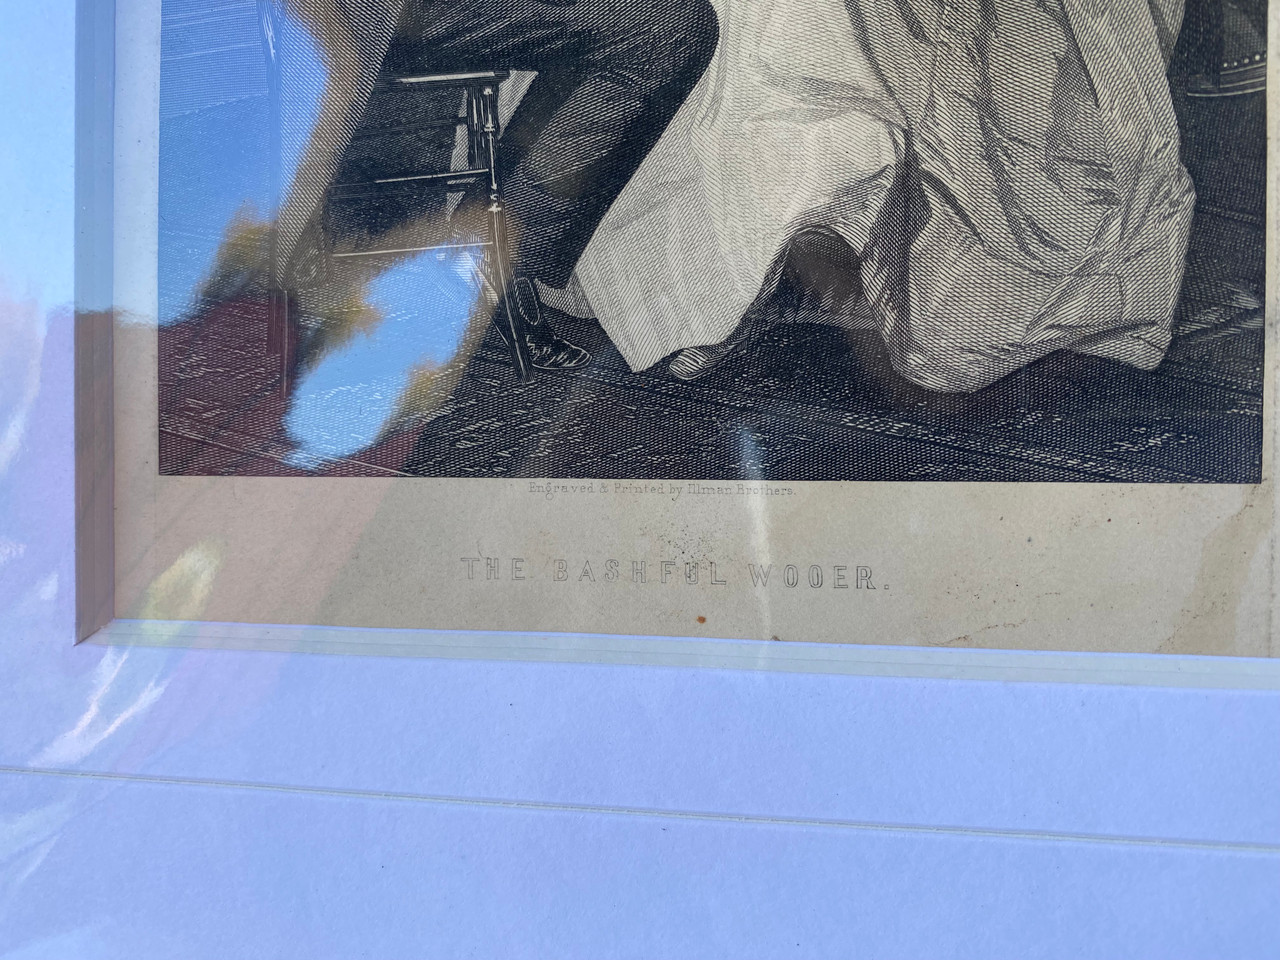 Engraved & Printed by Illman Brothers.
THE BASHFUL WOOER.